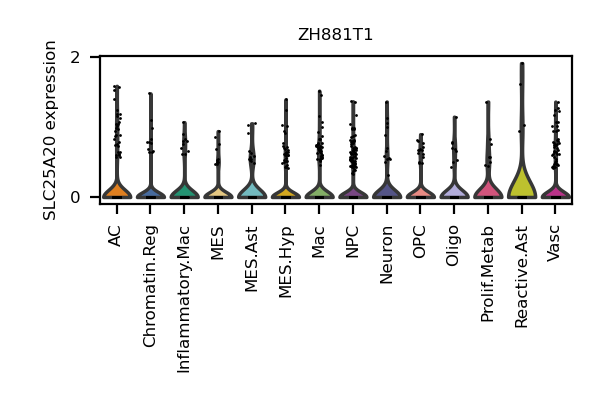 ZH881T1
SLC25A20 expression
2
0
AC
Chromatin.Reg
Inflammatory.Mac
MES
MES.Ast
MES.Hyp
Mac
NPC
Neuron
OPC
Oligo
Prolif.Metab
Reactive.Ast
Vasc